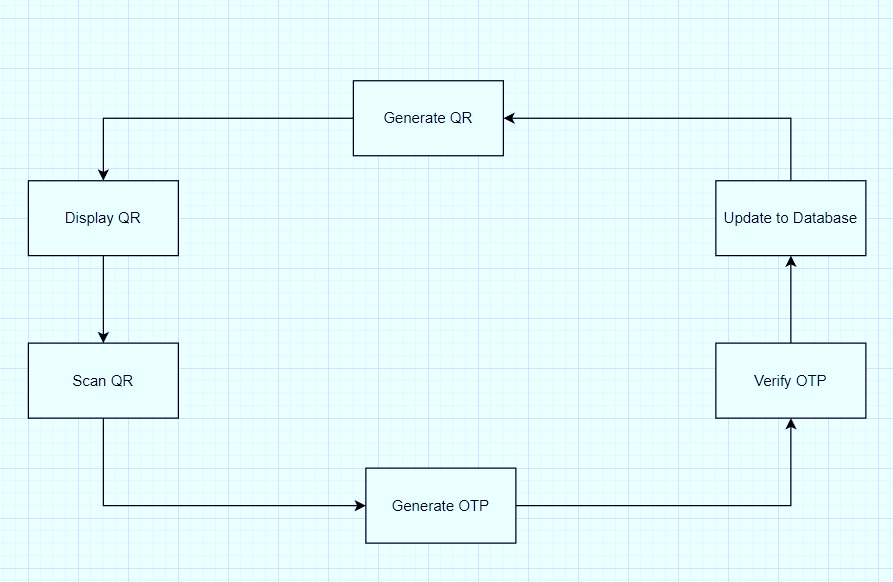 Generate QR
Display QR
Update to Database
Scan QR
Verify OTP
Generate OTP